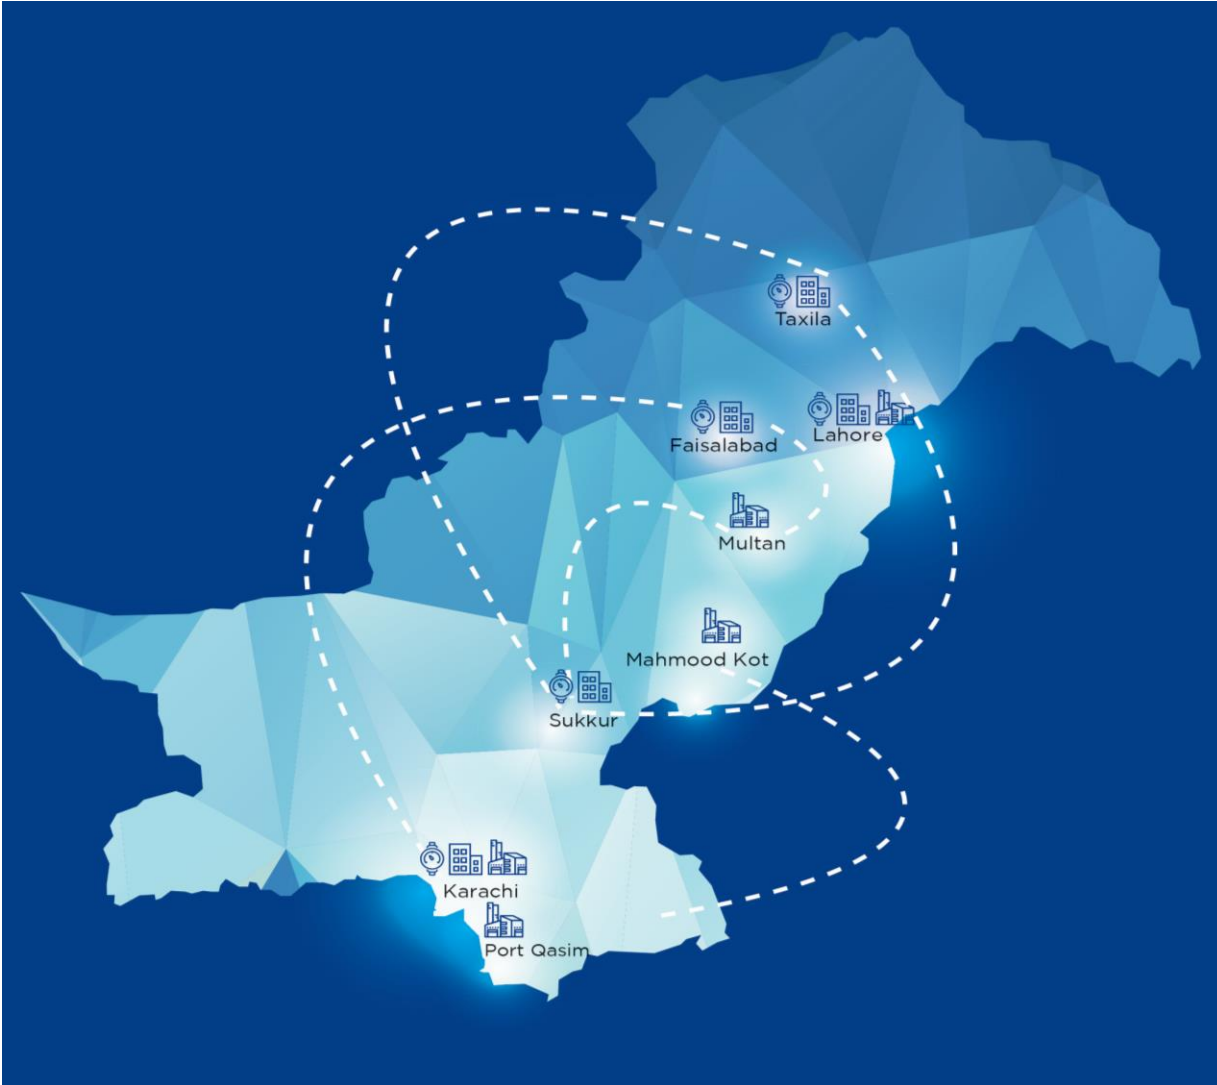 Taxila
Lahore
Faisalabad
Multan
Mahmood Kot
Sukkur
Karachi
Port Qasim